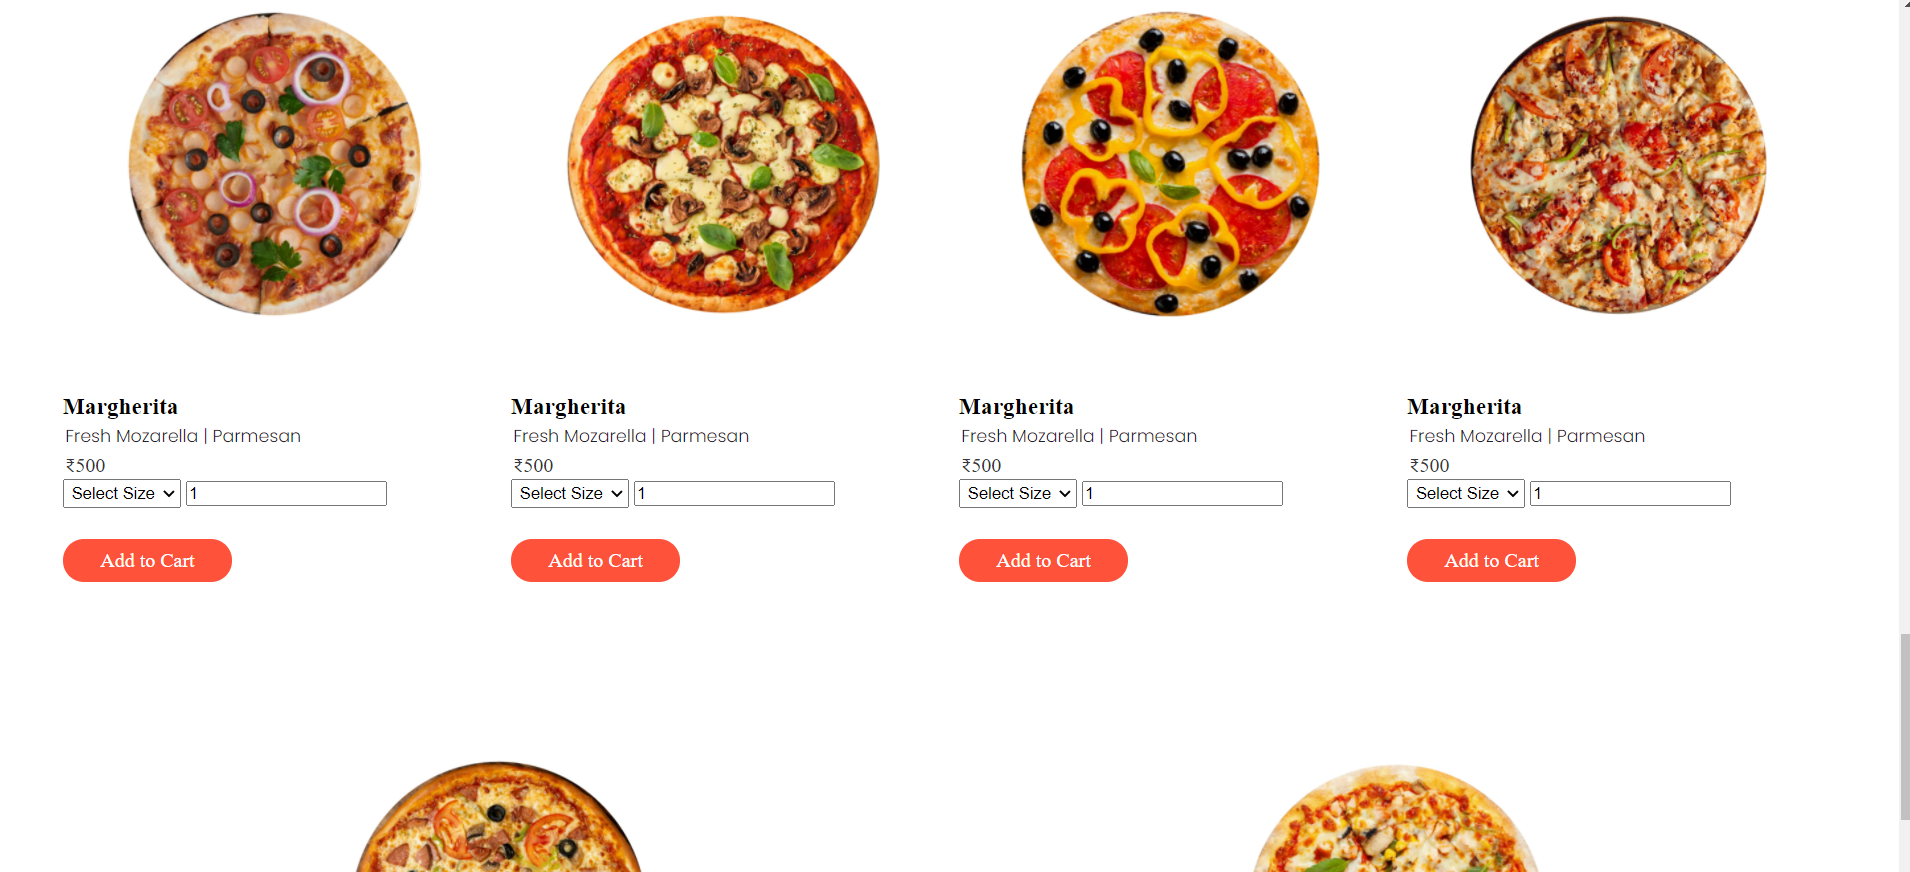 Margherita
Fresh Mozarella | Parmesan
₹500
Select Size 1
Add to Cart
Margherita
Fresh Mozarella | Parmesan
₹500
Select Size 1
Add to Cart
Margherita
Fresh Mozarella | Parmesan
₹500
Select Size 1
Add to Cart
Margherita
Fresh Mozarella | Parmesan
₹500
Select Size 1
Add to Cart